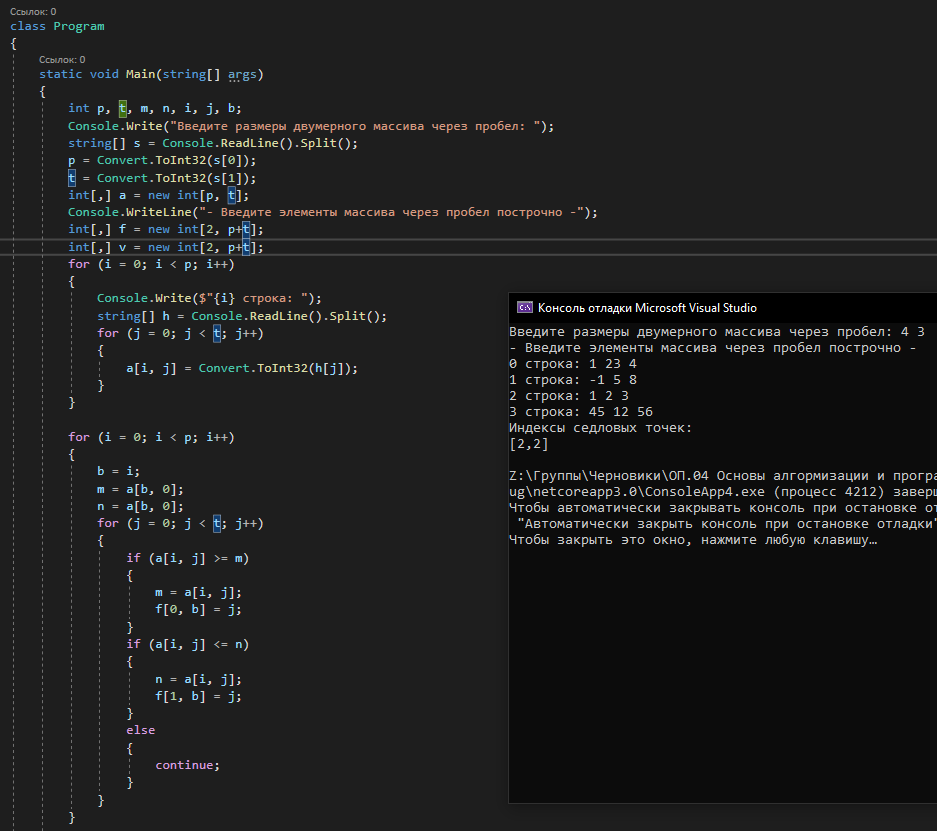 Ссылок: 0
class Program
{
Ссылок: 0
static void Main(string[] args)
{
int p, t, m, n, i, j, b;
Console.Write("Введите размеры двумерного массива через пробел: ");
string[] s = Console.ReadLine().Split();
p = Convert.ToInt32(s[0]);
t = Convert.ToInt32(s[1]);
int[,] a = new int[p, t];
Console.WriteLine("- Введите элементы массива через пробел построчно -");
int[,] f = new int[2, p+t];
int[,] v = new int[2, p+t];
for (i = 0; i < p; i++)
{
Console.Write($"{i} строка: ");
string[] h = Console.ReadLine().Split();
for (j = 0; j < t; j++)
{
a[i, j] = Convert.ToInt32(h[j]);
}
}
for (i = 0; i < p; i++)
{
b = i;
m = a[b, 0];
n = a[b, 0];
for (j = 0; j < t; j++)
{
if (a[i, j] >= m)
{
m = a[i, j];
f[0, b] = j;
}
if (a[i, j] <= n)
{
n = a[i, j];
f[1, b] = j;
}
else
{
continue;
}
}
}
Консоль отладки Microsoft Visual Studio
Введите размеры двумерного массива через пробел: 4 3
- Введите элементы массива через пробел построчно -
0 строка: 1 23 4
1 строка: -1 5 8
2 строка: 1 2 3
3 строка: 45 12 56
Индексы седловых точек:
[2,2]
Z:\Группы\Черновики\ОП.04 Основы алгормизации и програ
ug\netcoreapp3.0\ConsoleApp4.exe (процесс 4212) заверш
Чтобы автоматически закрывать консоль при остановке от
"Автоматически закрыть консоль при остановке отладки"
Чтобы закрыть это окно, нажмите любую клавишу…